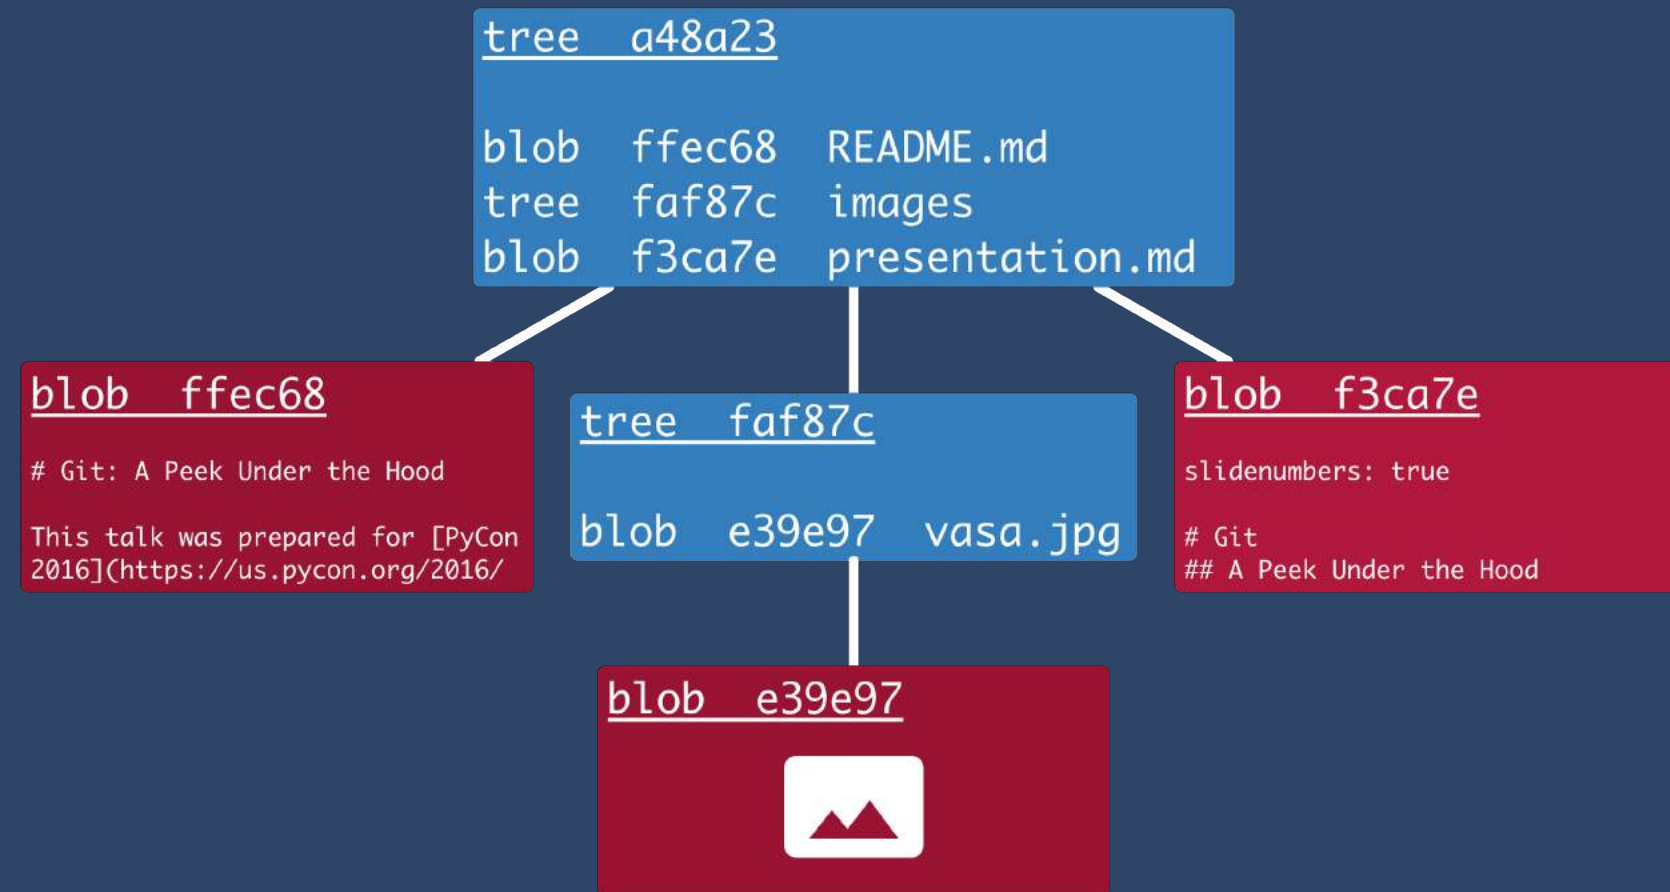 tree a48a23
blob ffec68 README.md
tree faf87c images
blob f3ca7e presentation.md
blob ffec68
# Git: A Peek Under the Hood
This talk was prepared for [PyCon
2016](https://us.pycon.org/2016/
tree faf87c
blob e39e97 vasa.jpg
blob f3ca7e
slidenumbers: true
# Git
## A Peek Under the Hood
blob e39e97